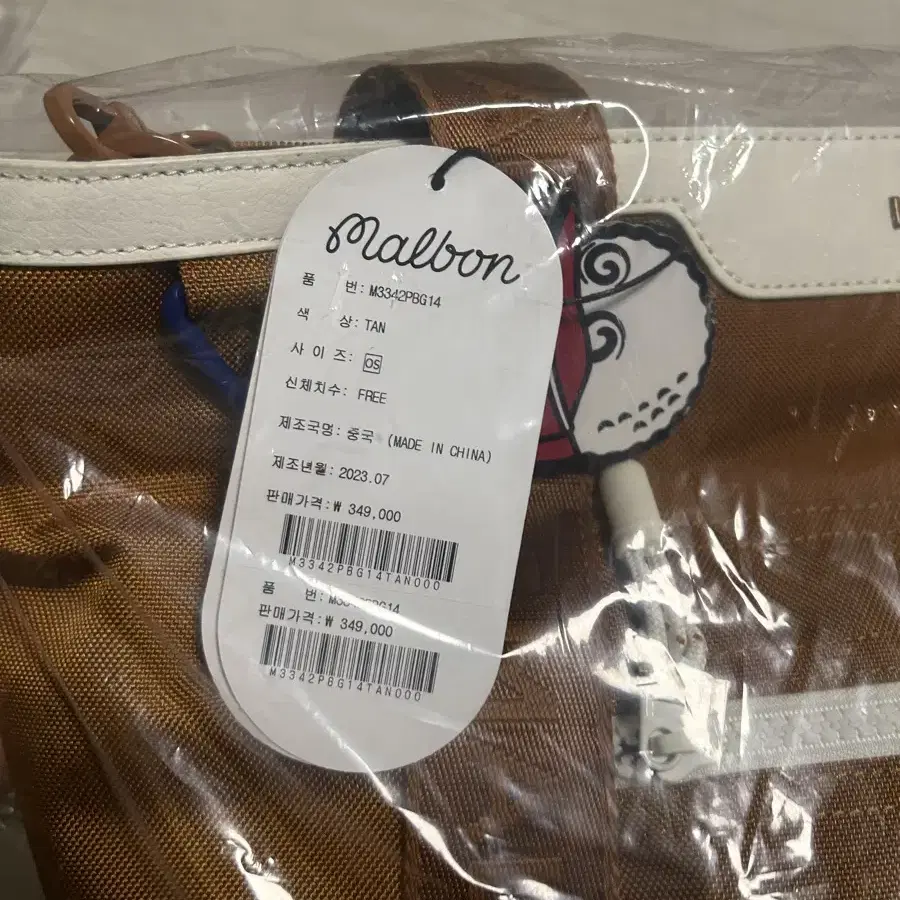 Malbon
품 번: M3342PBG14
색 상: TAN
사 이 즈: OS
신체치수: FREE
제조국명: 중국 (MADE IN CHINA)
제조년월: 2023.07
판매가격: ₩ 349,000
M3342PBG14TAN000
품 번:
판매가격: ₩ 349,000
M3342PBG14TAN000